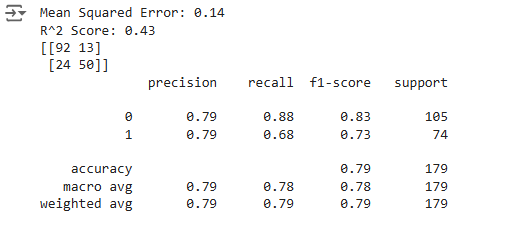 Mean Squared Error: 0.14
R^2 Score: 0.43
[[92 13]
 [24 50]]
              precision    recall  f1-score   support

           0       0.79      0.88      0.83       105
           1       0.79      0.68      0.73        74

    accuracy                           0.79       179
   macro avg       0.79      0.78      0.78       179
weighted avg       0.79      0.79      0.79       179